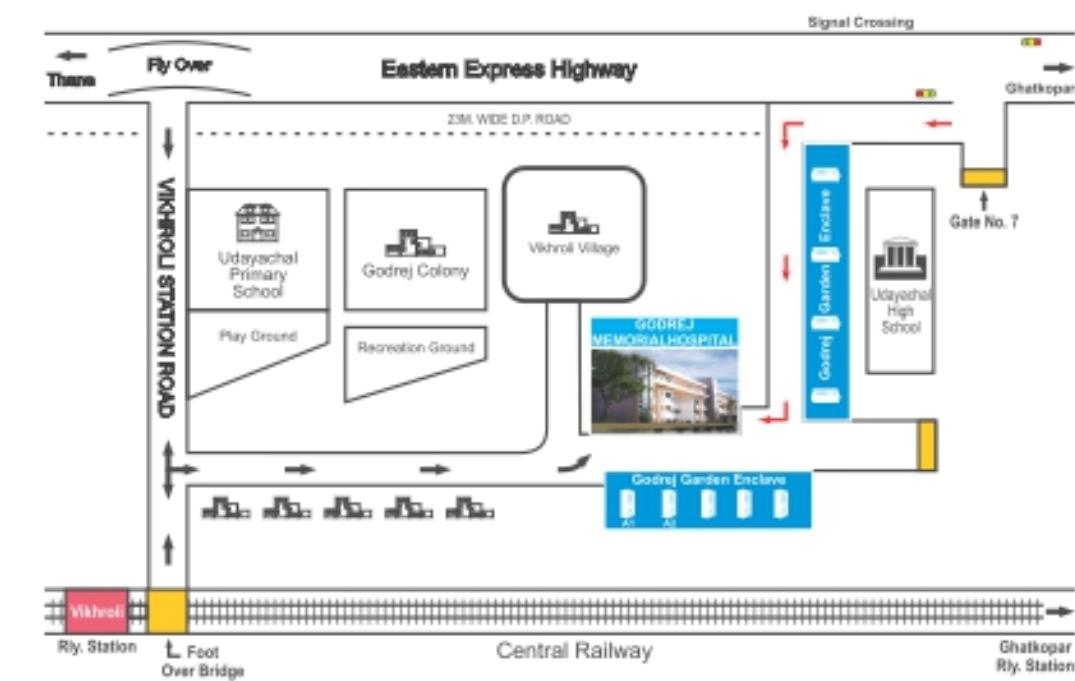 Signal Crossing
Thane
Fly Over
Eastern Express Highway
Ghatkopar
23M. WIDE D.P. ROAD
VIKHROLI STATION ROAD
Udayachal
Primary
School
Godrej Colony
Vikhroli Village
Godrej Garden Enclave
Gate No. 7
Udayachal
High
School
Play Ground
Recreation Ground
GODREJ
MEMORIALHOSPITAL
Godrej Garden Enclave
A1
A2
Vikhroli
Rly. Station
Foot
Over Bridge
Central Railway
Ghatkopar
Rly. Station